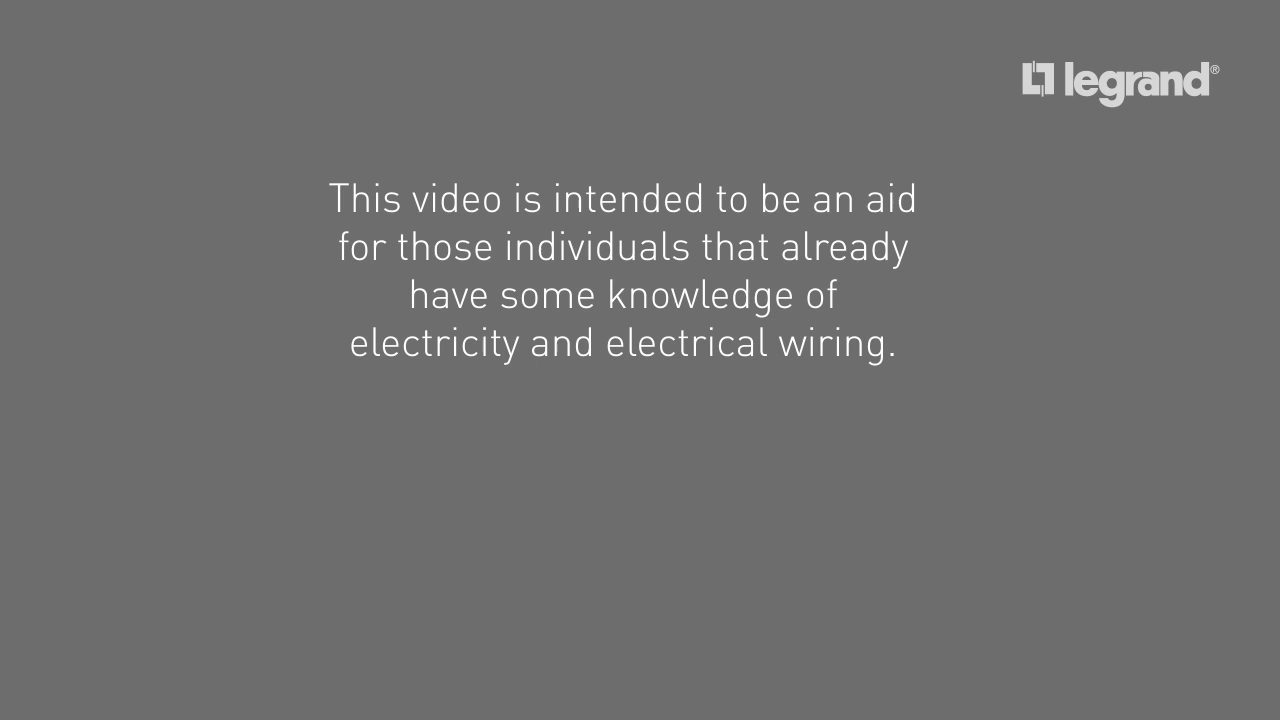 legrand®
This video is intended to be an aid
for those individuals that already
have some knowledge of
electricity and electrical wiring.